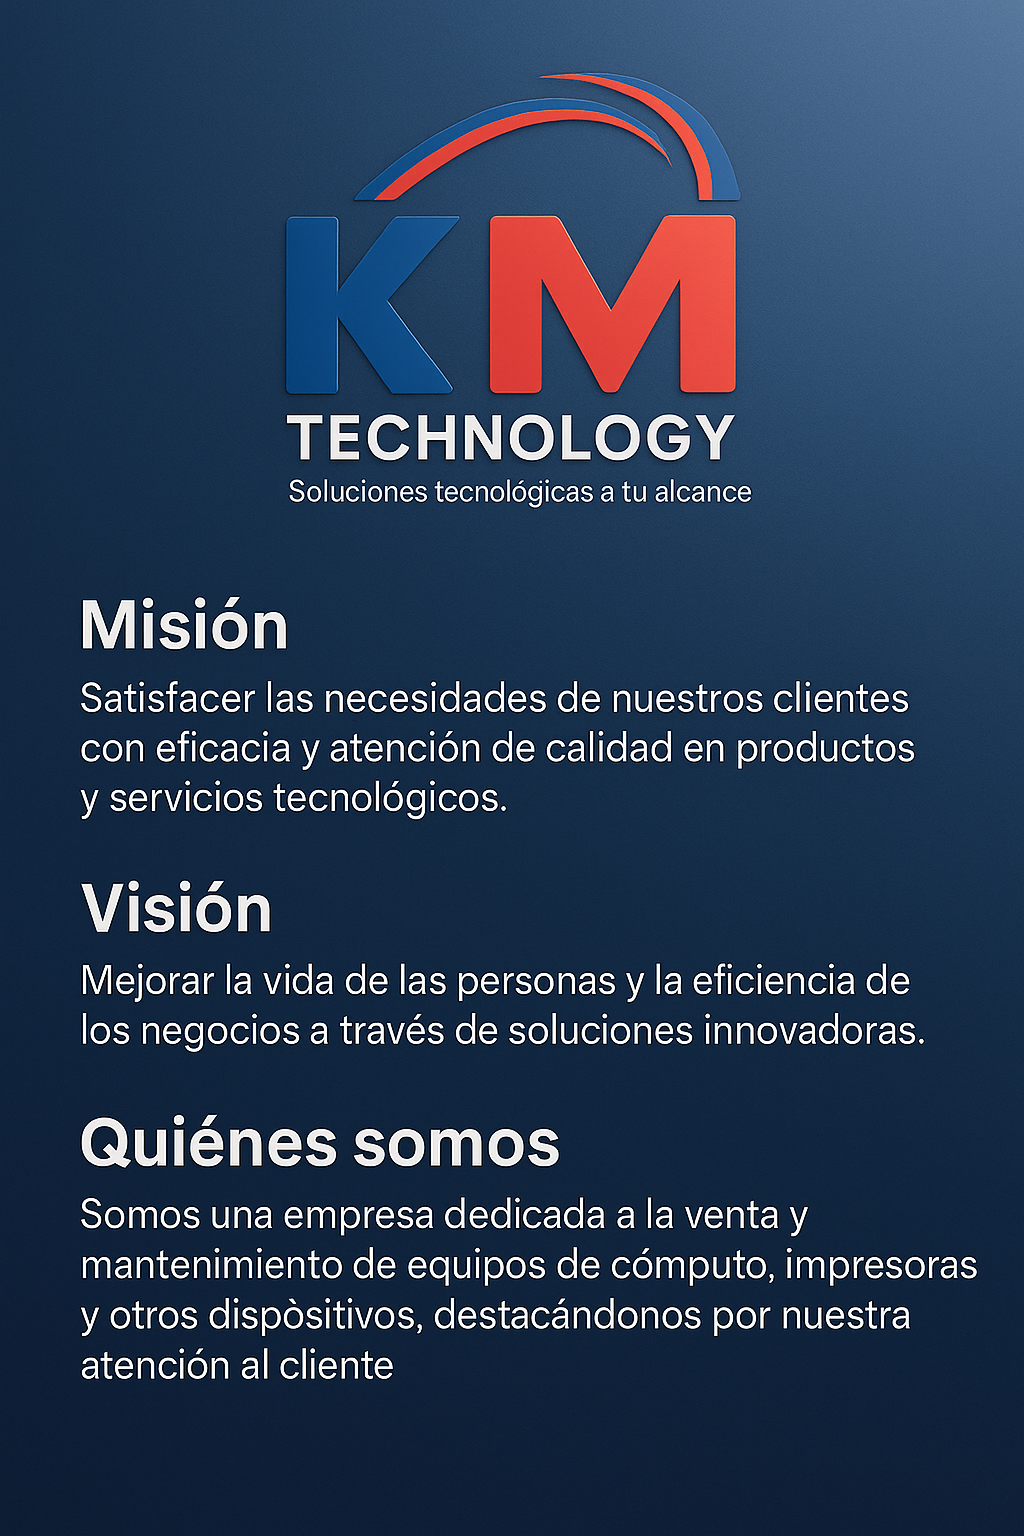 KM
TECHNOLOGY
Soluciones tecnológicas a tu alcance
Misión
Satisfacer las necesidades de nuestros clientes
con eficacia y atención de calidad en productos
y servicios tecnológicos.
Visión
Mejorar la vida de las personas y la eficiencia de
los negocios a través de soluciones innovadoras.
Quiénes somos
Somos una empresa dedicada a la venta y
mantenimiento de equipos de cómputo, impresoras
y otros dispòsitivos, destacándonos por nuestra
atención al cliente